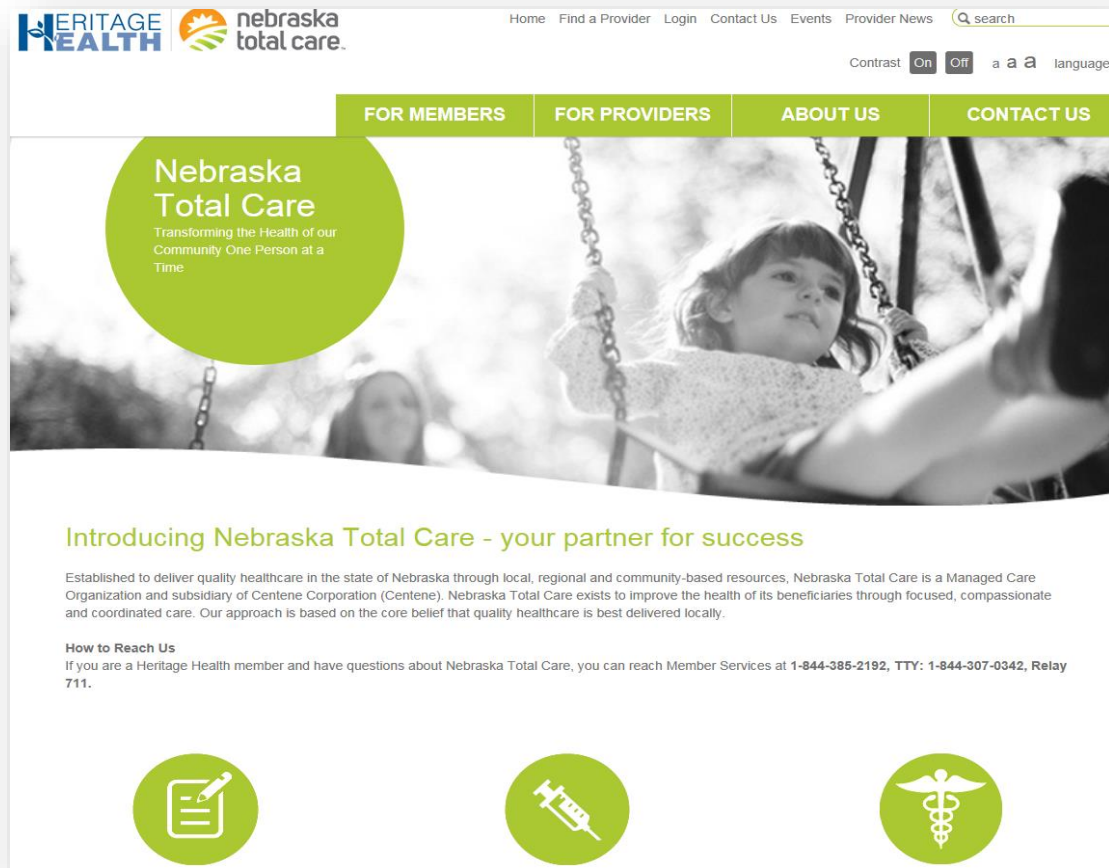 HERITAGE
HEALTH
nebraska
total care™
Home Find a Provider Login Contact Us Events Provider News search
Contrast On Off a a a language
FOR MEMBERS FOR PROVIDERS ABOUT US CONTACT US
Nebraska
Total Care
Transforming the Health of our
Community One Person at a
Time
Introducing Nebraska Total Care - your partner for success
Established to deliver quality healthcare in the state of Nebraska through local, regional and community-based resources, Nebraska Total Care is a Managed Care
Organization and subsidiary of Centene Corporation (Centene). Nebraska Total Care exists to improve the health of its beneficiaries through focused, compassionate
and coordinated care. Our approach is based on the core belief that quality healthcare is best delivered locally.
How to Reach Us
If you are a Heritage Health member and have questions about Nebraska Total Care, you can reach Member Services at 1-844-385-2192, TTY: 1-844-307-0342, Relay
711.